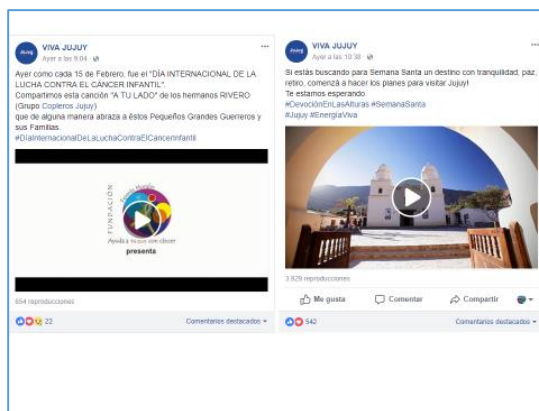 VIVA JUJUY
Ayer a las 9:04
Ayer como cada 15 de Febrero, fue el "DÍA INTERNACIONAL DE LA
LUCHA CONTRA EL CÁNCER INFANTIL".
Compartimos esta canción "A TU LADO" de los hermanos RIVERO
(Grupo Copleros Jujuy)
que de alguna manera abraza a éstos Pequeños Grandes Guerreros y
sus Familias.
#DíaInternacionalDeLaLuchaContraElCancerInfantil
FUNDACIÓN
Ayuda a niños con cáncer
presenta
654 reproducciones
22
Comentarios destacados
VIVA JUJUY
Ayer a las 10:38
Si estás buscando para Semana Santa un destino con tranquilidad, paz,
retiro, comenzá a hacer los planes para visitar Jujuy!
Te estamos esperando
#DevociónEnLasAlturas #SemanaSanta
#Jujuy #EnergíaViva
3.929 reproducciones
Me gusta
Comentar
Compartir
542
Comentarios destacados